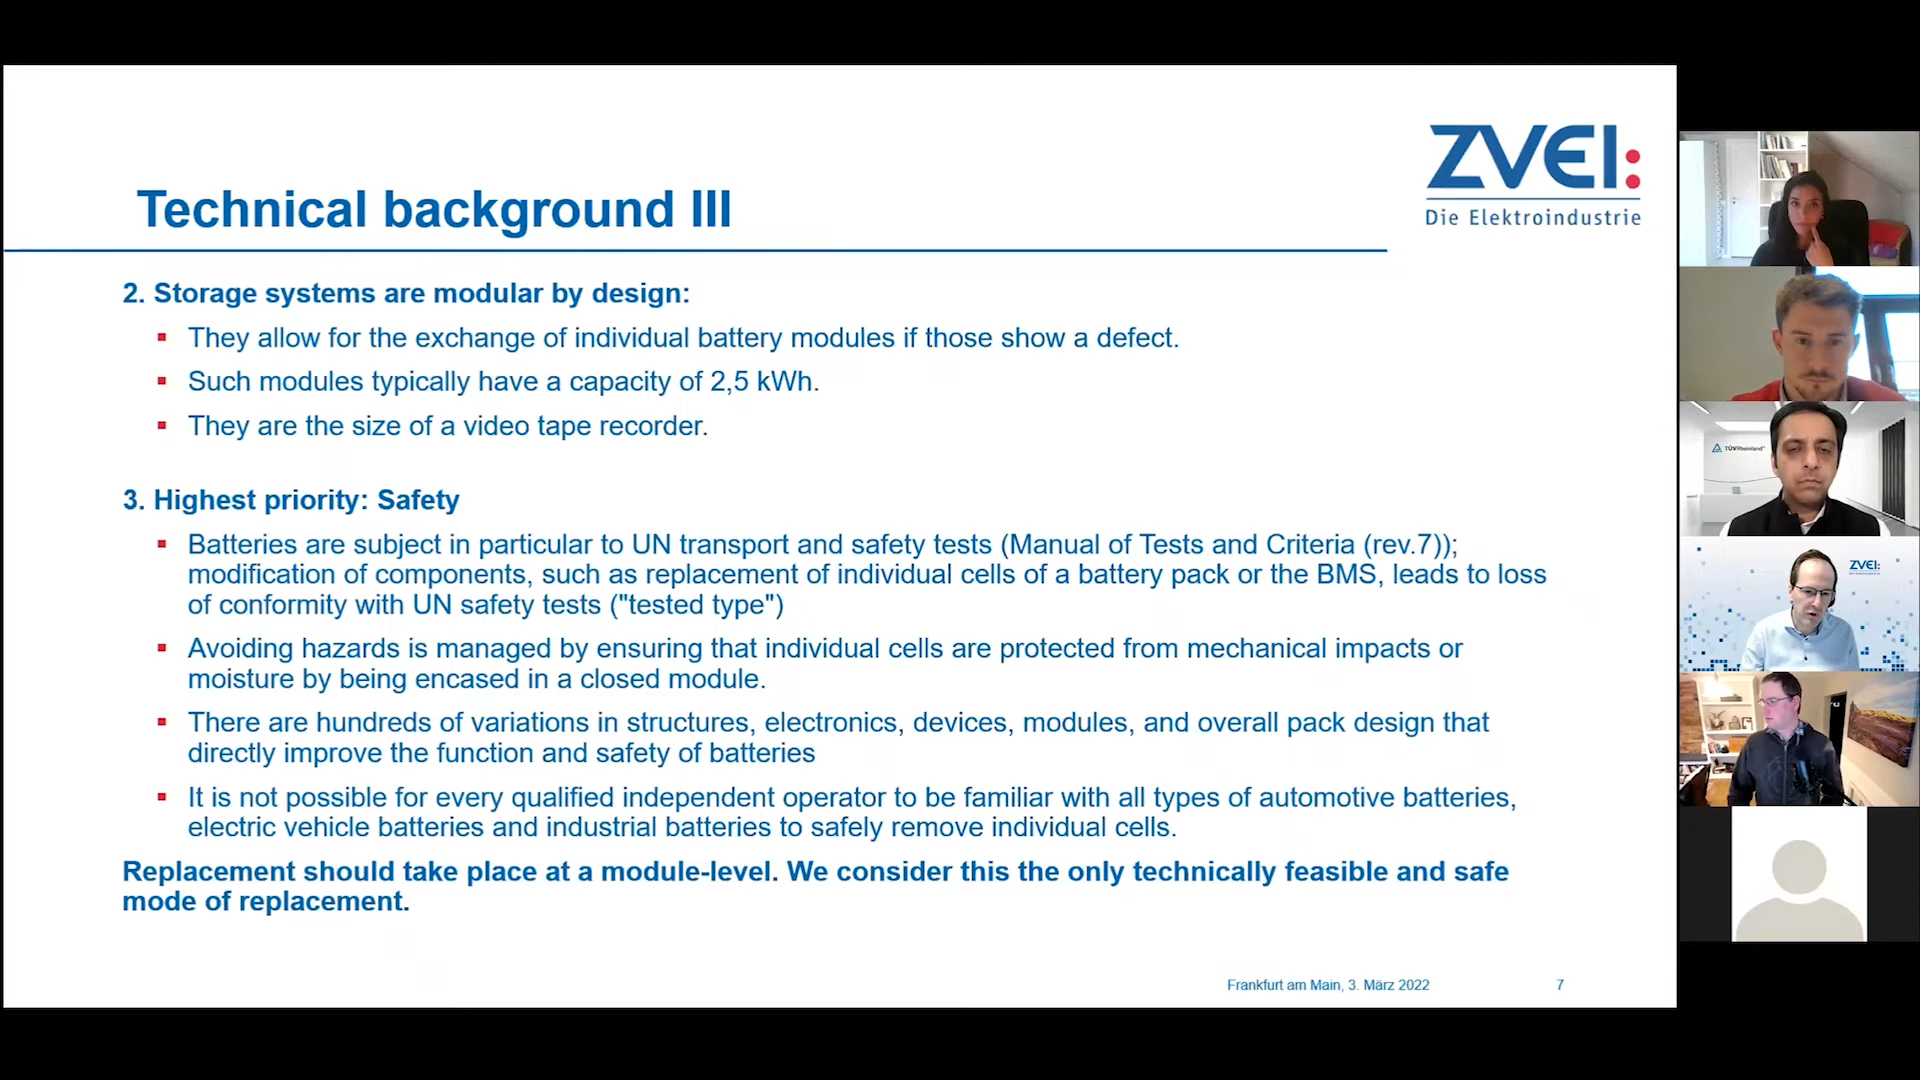 ZVEI:
Die Elektroindustrie
Technical background III
2. Storage systems are modular by design:
▪ They allow for the exchange of individual battery modules if those show a defect.
▪ Such modules typically have a capacity of 2,5 kWh.
▪ They are the size of a video tape recorder.
3. Highest priority: Safety
▪ Batteries are subject in particular to UN transport and safety tests (Manual of Tests and Criteria (rev.7));
modification of components, such as replacement of individual cells of a battery pack or the BMS, leads to loss
of conformity with UN safety tests ("tested type")
▪ Avoiding hazards is managed by ensuring that individual cells are protected from mechanical impacts or
moisture by being encased in a closed module.
▪ There are hundreds of variations in structures, electronics, devices, modules, and overall pack design that
directly improve the function and safety of batteries
▪ It is not possible for every qualified independent operator to be familiar with all types of automotive batteries,
electric vehicle batteries and industrial batteries to safely remove individual cells.
Replacement should take place at a module-level. We consider this the only technically feasible and safe
mode of replacement.
Frankfurt am Main, 3. März 2022
7
TÜVRheinland
ZVEI: